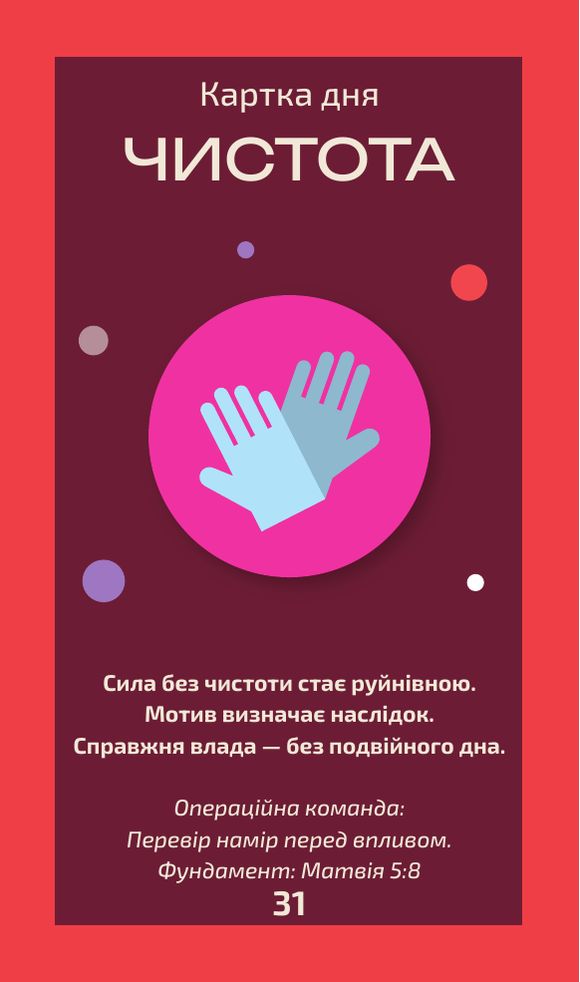 Картка дня
ЧИСТОТА
Сила без чистоти стає руйнівною.
Мотив визначає наслідок.
Справжня влада — без подвійного дна.
Операційна команда:
Перевір намір перед впливом.
Фундамент: Матвія 5:8
31